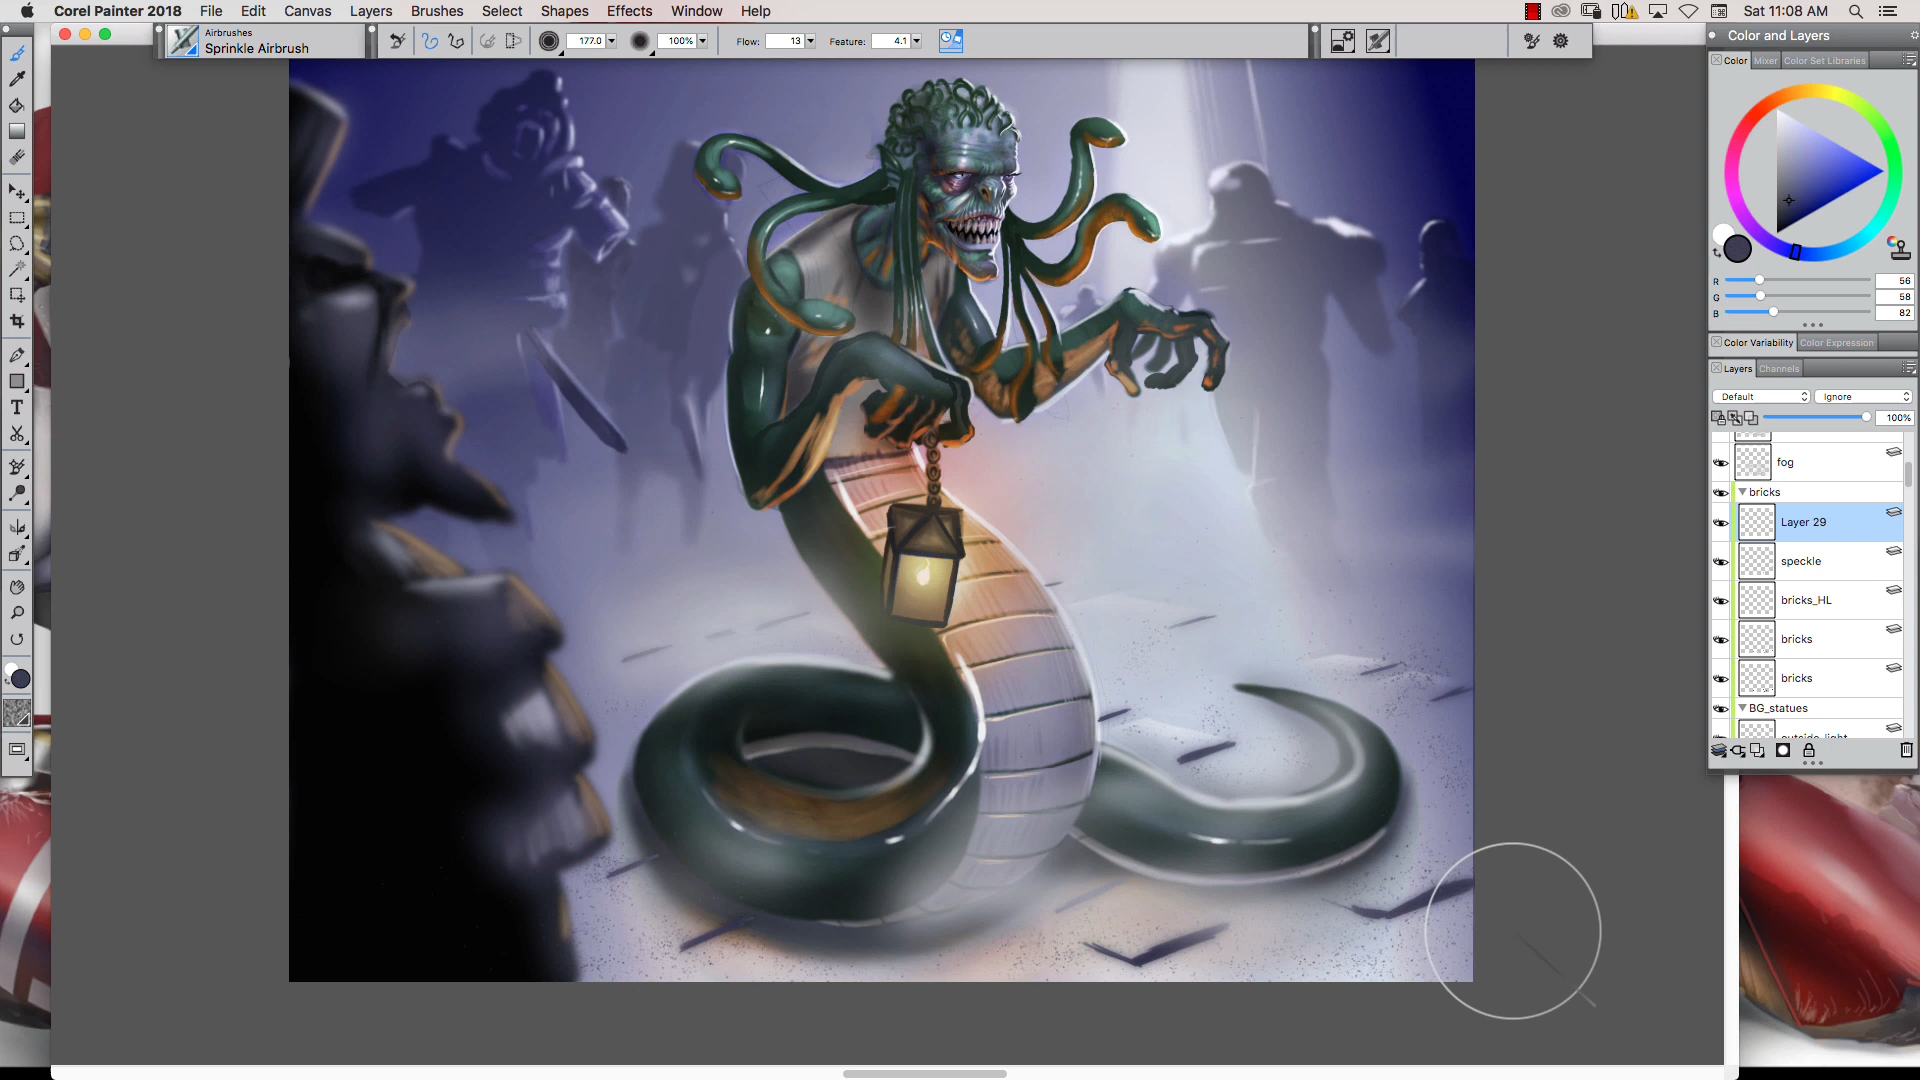 Corel Painter 2018 File Edit Canvas Layers Brushes Select Shapes Effects Window Help Sat 11:08 AM
Airbrushes
Sprinkle Airbrush
177.0 100% Flow: 13 Feature: 4.1
Color and Layers
Color Mixer Color Set Libraries
R 56
G 58
B 82
Color Variability Color Expression
Layers Channels
Default Ignore
100%
fog
bricks
Layer 29
speckle
bricks_HL
bricks
bricks
BG_statues
outside_light